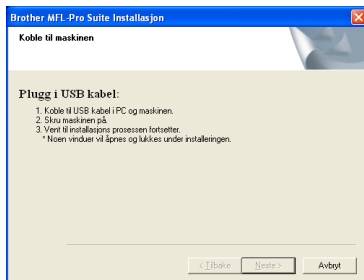 Brother MFL-Pro Suite Installasjon
Koble til maskinen
Plugg i USB kabel:
1. Koble til USB kabel i PC og maskinen.
2. Skru maskinen på.
3. Vent til installasjons prosessen fortsetter.
* Noen vinduer vil åpnes og lukkes under installeringen.
< Tilbake Neste > Avbryt